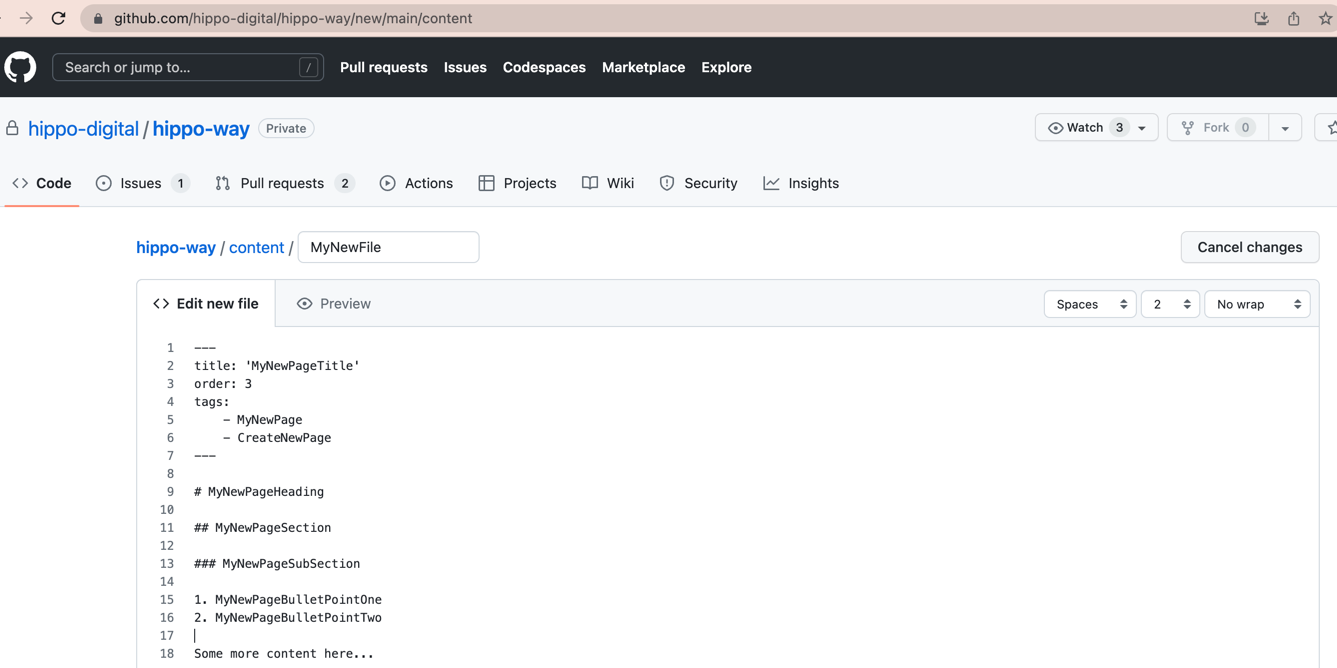 github.com/hippo-digital/hippo-way/new/main/content
Search or jump to... /
Pull requests Issues Codespaces Marketplace Explore
hippo-digital / hippo-way Private
Watch 3 Fork 0
Code Issues 1 Pull requests 2 Actions Projects Wiki Security Insights
hippo-way / content / MyNewFile Cancel changes
Edit new file Preview Spaces 2 No wrap
1 ---
2 title: 'MyNewPageTitle'
3 order: 3
4 tags:
5 - MyNewPage
6 - CreateNewPage
7 ---
8
9 # MyNewPageHeading
10
11 ## MyNewPageSection
12
13 ### MyNewPageSubSection
14
15 1. MyNewPageBulletPointOne
16 2. MyNewPageBulletPointTwo
17
18 Some more content here...